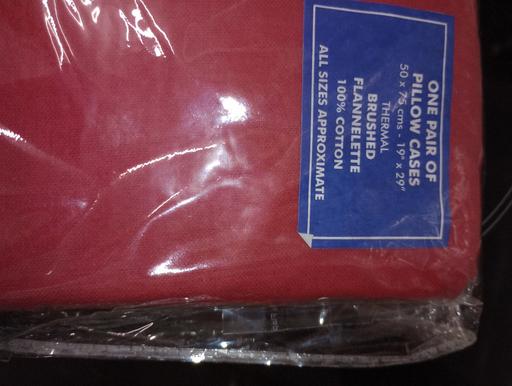 ONE PAIR OF
PILLOW CASES
50 x 75 cms - 19" x 29"
THERMAL
BRUSHED
FLANNELETTE
100% COTTON
ALL SIZES APPROXIMATE